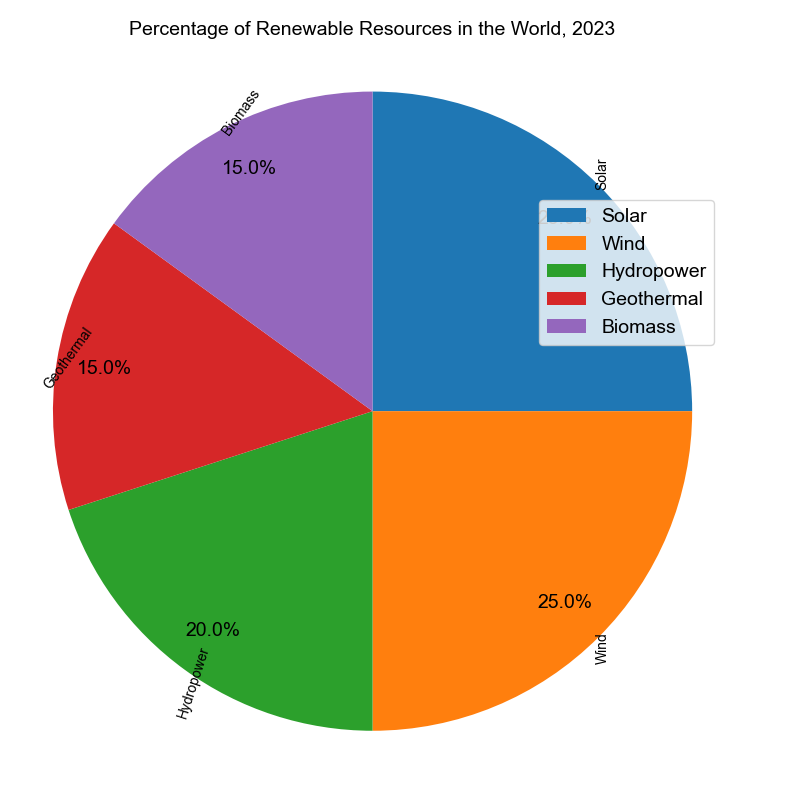 Percentage of Renewable Resources in the World, 2023
Biomass
15.0%
Solar
Solar
Wind
Hydropower
Geothermal
Biomass
Geothermal
15.0%
25.0%
20.0%
Wind
Hydropower